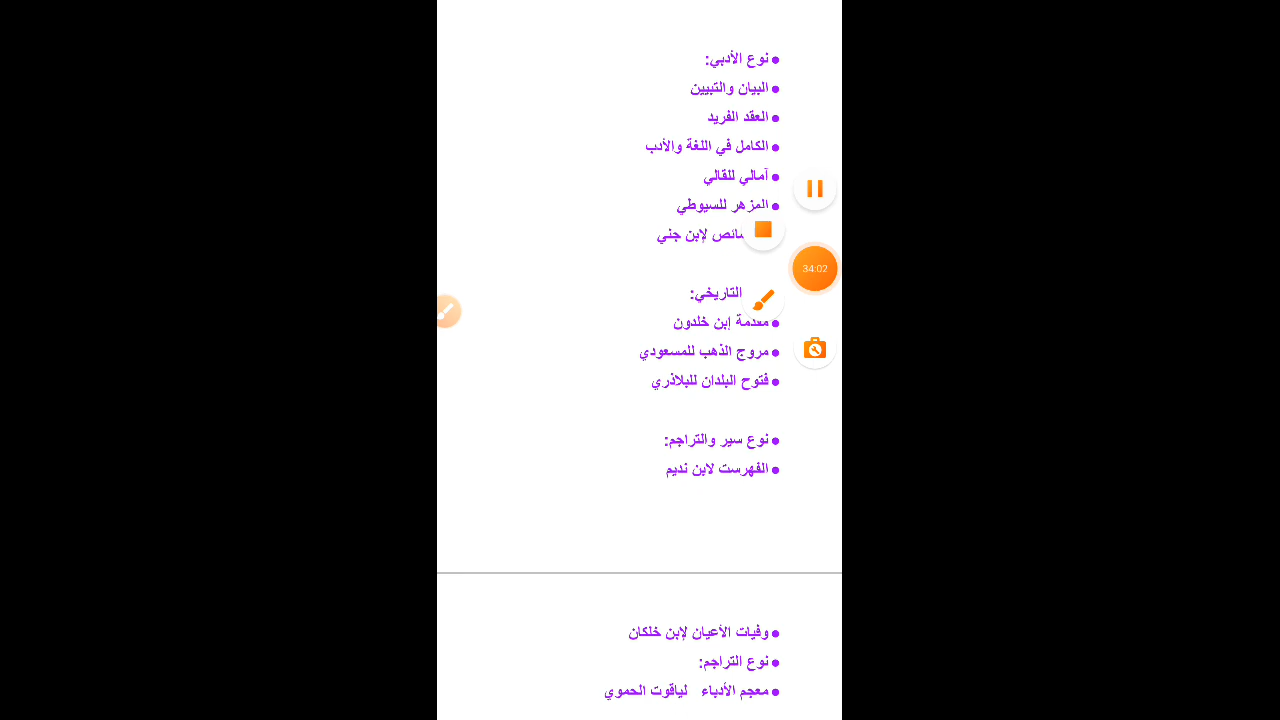 ● نوع الأدبي:
● البيان والتبيين
● العقد الفريد
● الكامل في اللغة والأدب
● آمالي للقالي
● المزهر للسيوطي
لإبن جني
34:02
التاريخي:
● مقدمة إبن خلدون
● مروج الذهب للمسعودي
● فتوح البلدان للبلاذري
● نوع سير والتراجم:
● الفهرست لابن نديم
● وفيات الأعيان لإبن خلكان
● نوع التراجم:
● معجم الأدباء لياقوت الحموي